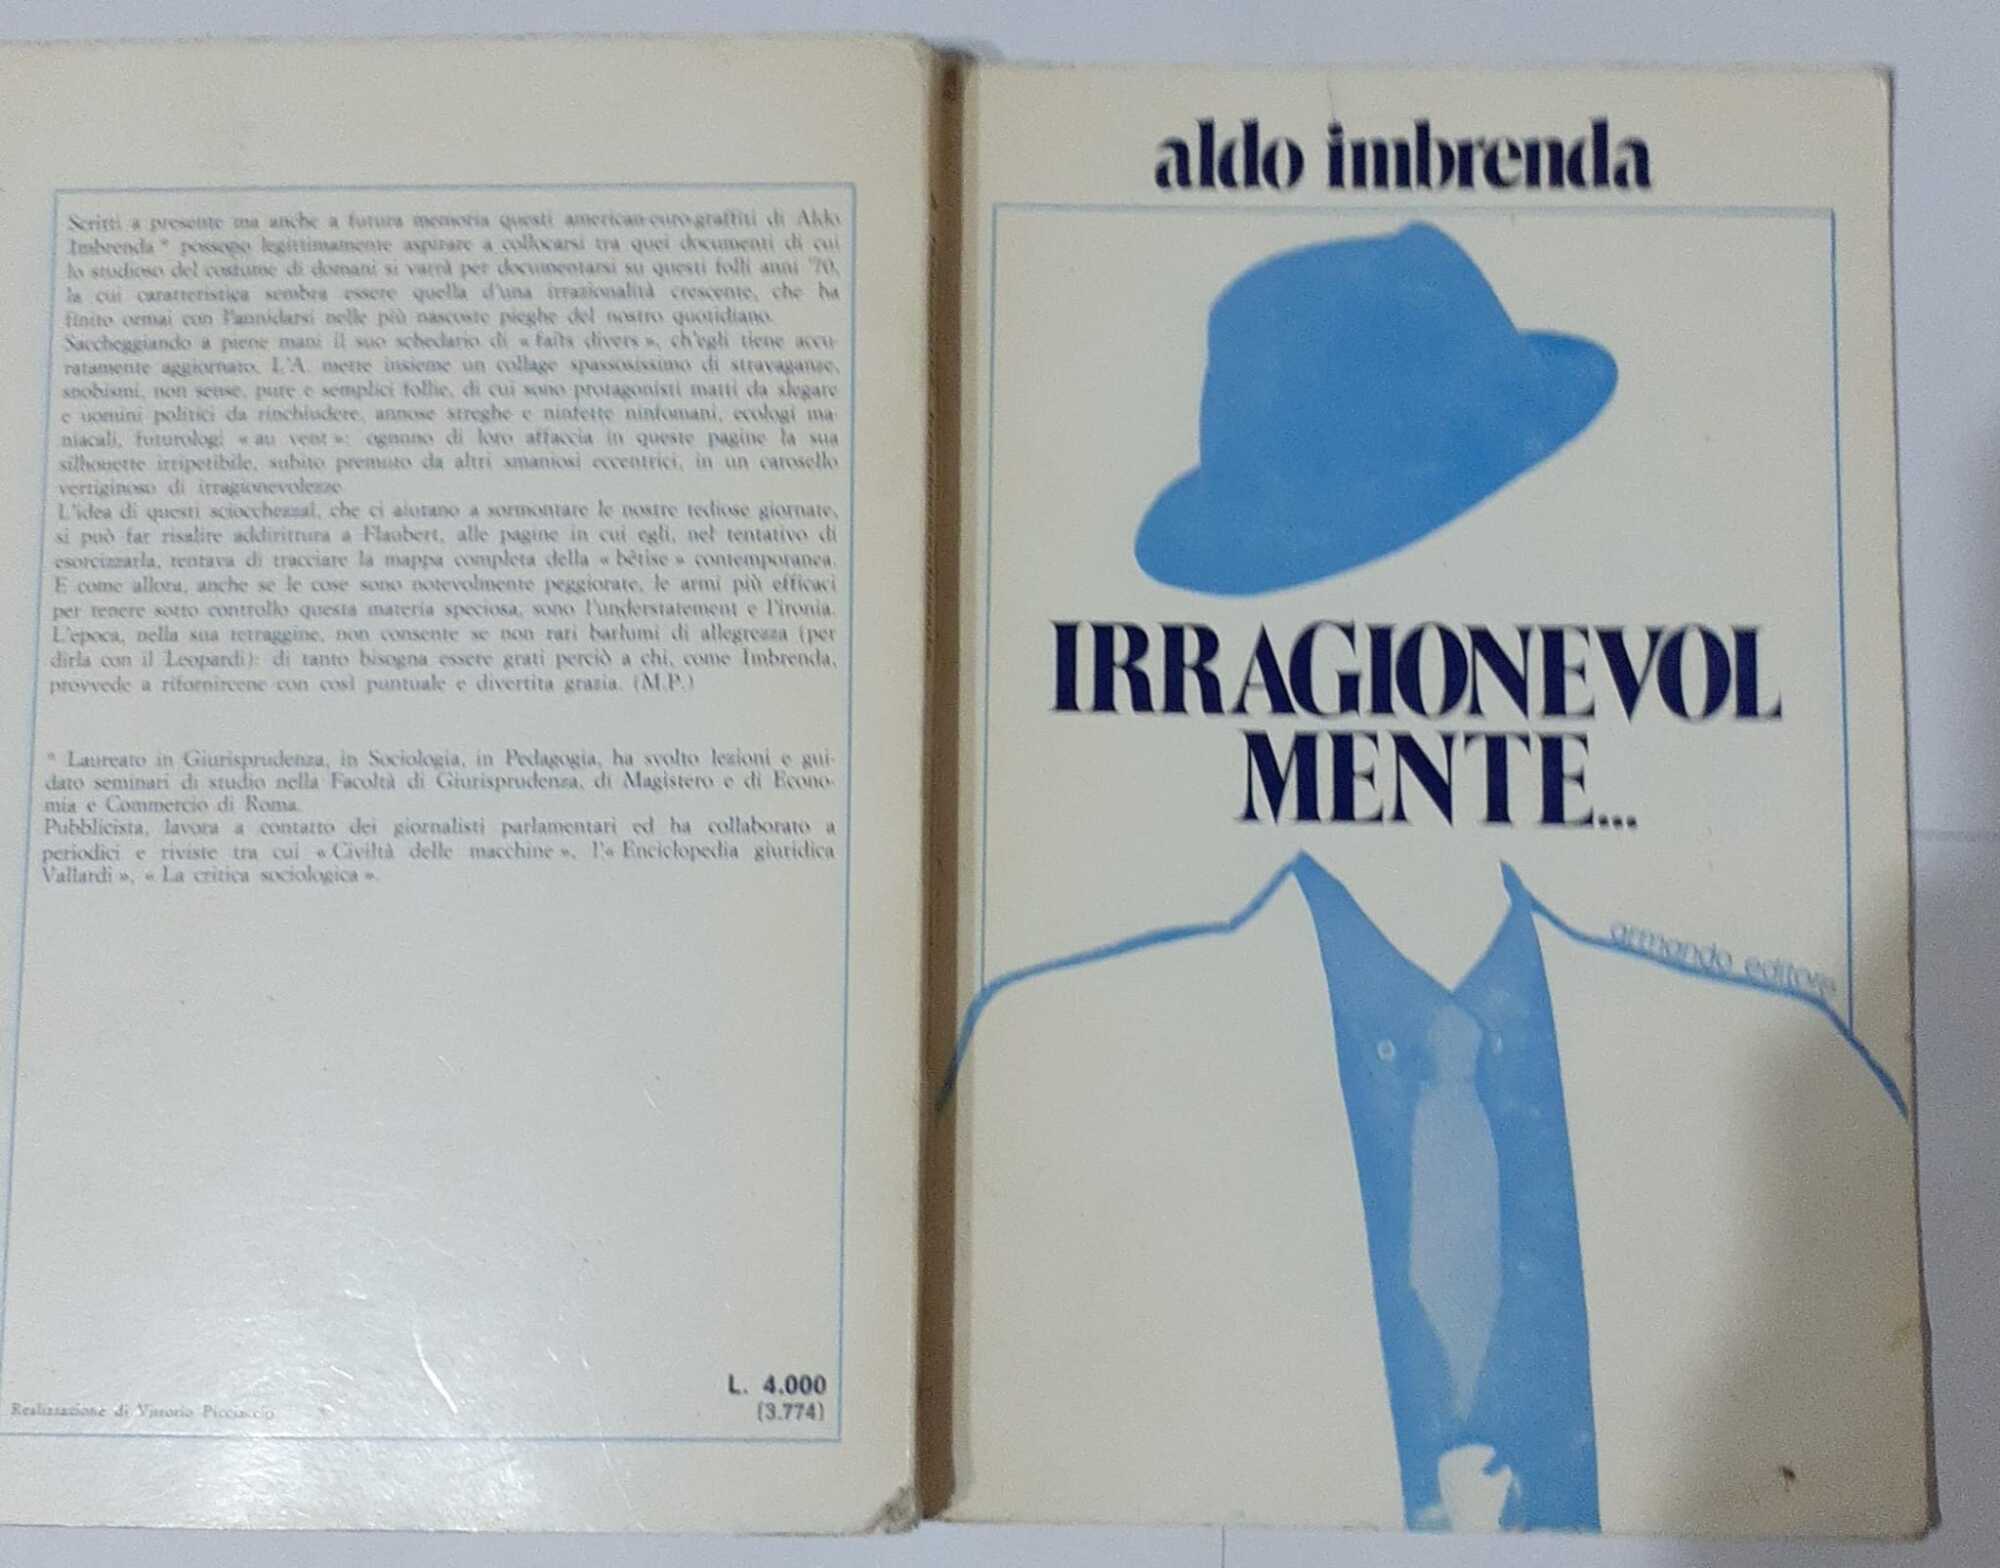 Scritti a presente ma anche a futura memoria questi american-euro-graffiti di Aldo
Imbrenda * possono legittimamente aspirare a collocarsi tra quei documenti di cui
lo studioso del costume di domani si varrà per documentarsi su questi folli anni '70,
la cui caratteristica sembra essere quella d'una irrazionalità crescente, che ha
finito ormai con l'annidarsi nelle più nascoste pieghe del nostro quotidiano.
Saccheggiando a piene mani il suo schedario di « faits divers », ch'egli tiene accu-
ratamente aggiornato, L'A. mette insieme un collage spassosissimo di stravaganze,
snobismi, non sense, pure e semplici follie, di cui sono protagonisti matti da slegare
e uomini politici da rinchiudere, annose streghe e ninfette ninfomani, ecologi ma-
niacali, futurologi « au vent »: ognuno di loro affaccia in queste pagine la sua
silhouette irripetibile, subito premuto da altri smaniosi eccentrici, in un carosello
vertiginoso di irragionevolezze.
L'idea di questi sciocchezzai, che ci aiutano a sormontare le nostre tediose giornate,
si può far risalire addirittura a Flaubert, alle pagine in cui egli, nel tentativo di
esorcizzarla, tentava di tracciare la mappa completa della « bêtise » contemporanea.
E come allora, anche se le cose sono notevolmente peggiorate, le armi più efficaci
per tenere sotto controllo questa materia speciosa, sono l'understatement e l'ironia.
L'epoca, nella sua tetraggine, non consente se non rari barlumi di allegrezza (per
dirla con il Leopardi): di tanto bisogna essere grati perciò a chi, come Imbrenda,
provvede a rifornircene con così puntuale e divertita grazia. (M.P.)
* Laureato in Giurisprudenza, in Sociologia, in Pedagogia, ha svolto lezioni e gui-
dato seminari di studio nella Facoltà di Giurisprudenza, di Magistero e di Econo-
mia e Commercio di Roma.
Pubblicista, lavora a contatto dei giornalisti parlamentari ed ha collaborato a
periodici e riviste tra cui « Civiltà delle macchine », l'« Enciclopedia giuridica
Vallardi », « La critica sociologica ».
L. 4.000
(3.774)
Realizzazione di Vittorio
aldo imbrenda
IRRAGIONEVOL
MENTE...
armando editore